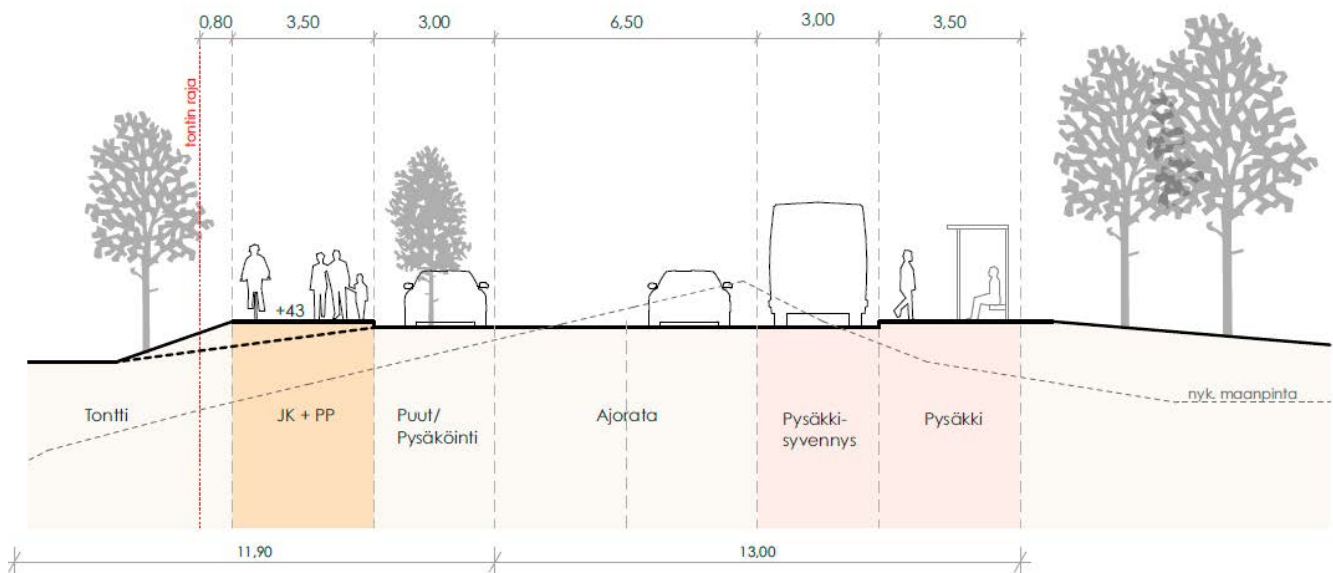 0,80 3,50 3,00 6,50 3,00 3,50
tontin raja
+43
nyk. maanpinta
Tontti JK + PP Puut/ Ajorata Pysäkki- Pysäkki
Pysäköinti syvennys
11,90 13,00